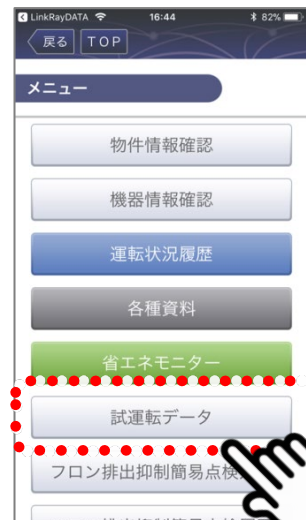 LinkRayDATA 16:44 82%
戻る TOP
メニュー
物件情報確認
機器情報確認
運転状況履歴
各種資料
省エネモニター
試運転データ
フロン排出抑制簡易点検